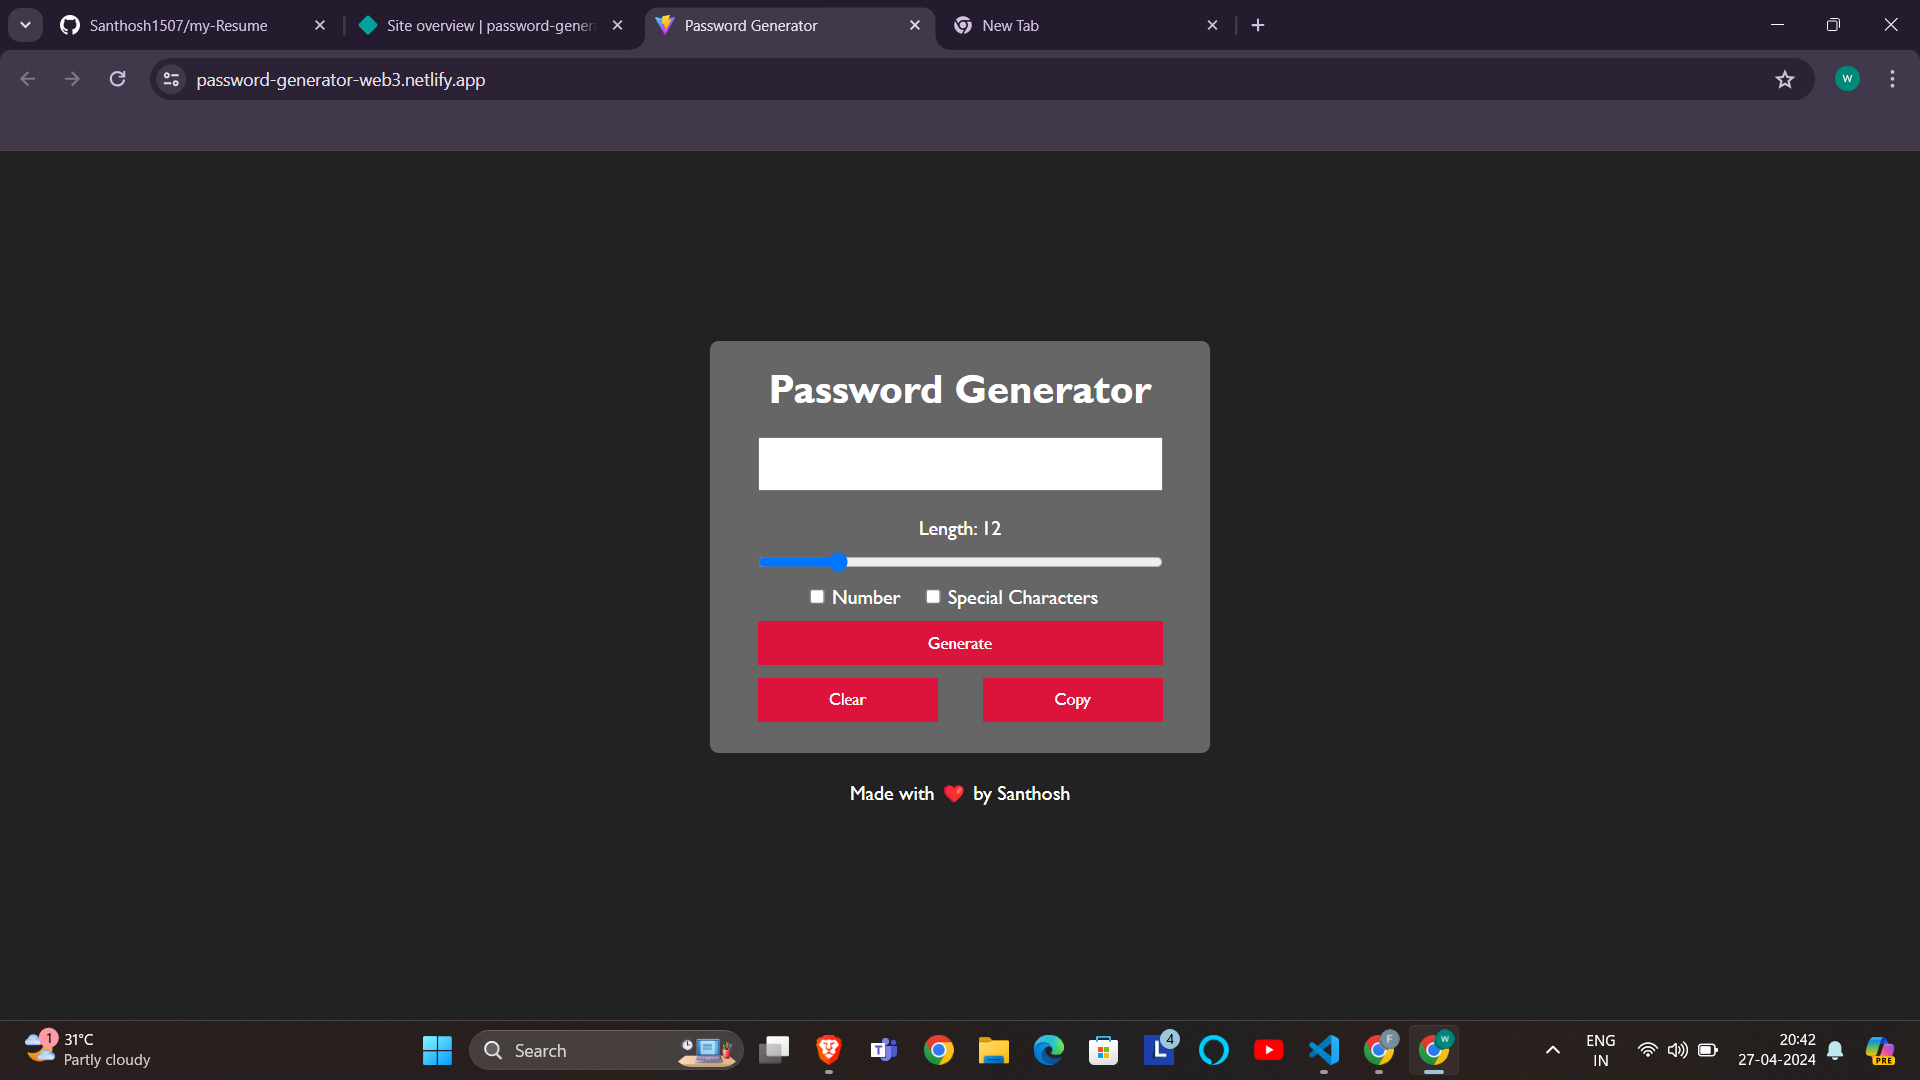 Santhosh1507/my-Resume
Site overview | password-gener
Password Generator
New Tab
password-generator-web3.netlify.app
W
Password Generator
Length: 12
Number
Special Characters
Generate
Clear
Copy
Made with ❤️ by Santhosh
1
31°C
Partly cloudy
Search
T
L
4
F
W
ENG
IN
20:42
27-04-2024
PRE